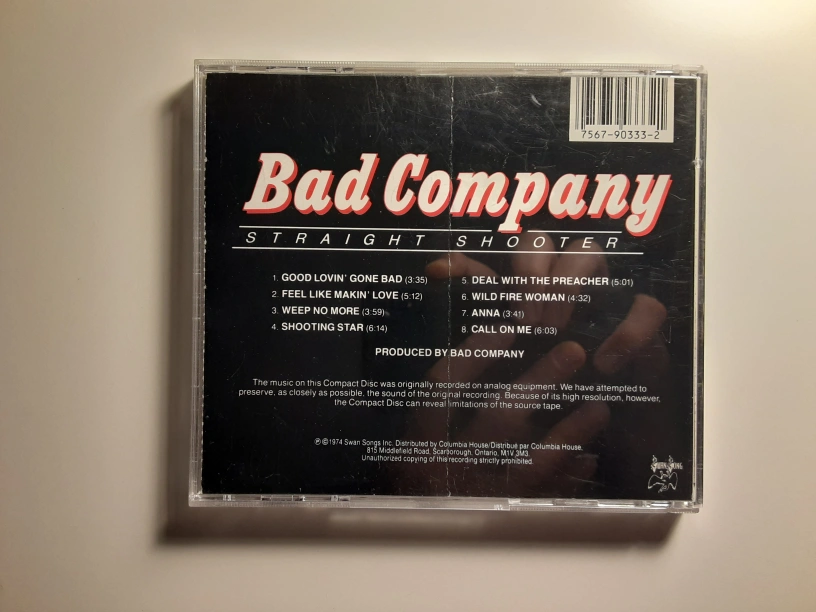 7567-90333-2
Bad Company
STRAIGHT SHOOTER
1. GOOD LOVIN' GONE BAD (3:35)
2. FEEL LIKE MAKIN' LOVE (5:12)
3. WEEP NO MORE (3:59)
4. SHOOTING STAR (6:14)
5. DEAL WITH THE PREACHER (5:01)
6. WILD FIRE WOMAN (4:32)
7. ANNA (3:41)
8. CALL ON ME (6:03)
PRODUCED BY BAD COMPANY
The music on this Compact Disc was originally recorded on analog equipment. We have attempted to
preserve, as closely as possible, the sound of the original recording. Because of its high resolution, however,
the Compact Disc can reveal limitations of the source tape.
℗ © 1974 Swan Songs Inc. Distributed by Columbia House/Distribué par Columbia House,
815 Middlefield Road, Scarborough, Ontario, M1V 3M3.
Unauthorized copying of this recording strictly prohibited.
SWAN SONG